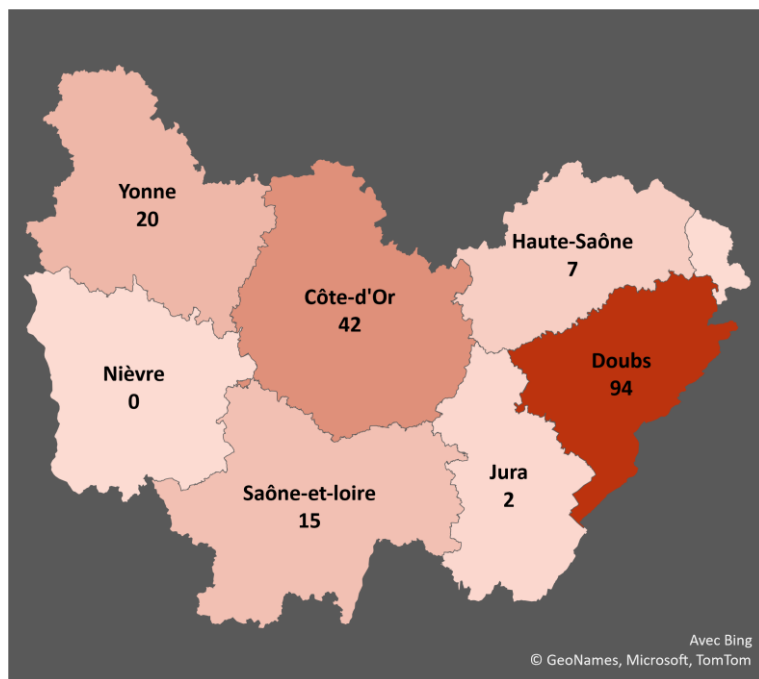 Yonne
20
Haute-Saône
7
Côte-d'Or
42
Doubs
94
Nièvre
0
Jura
2
Saône-et-loire
15
Avec Bing
© GeoNames, Microsoft, TomTom